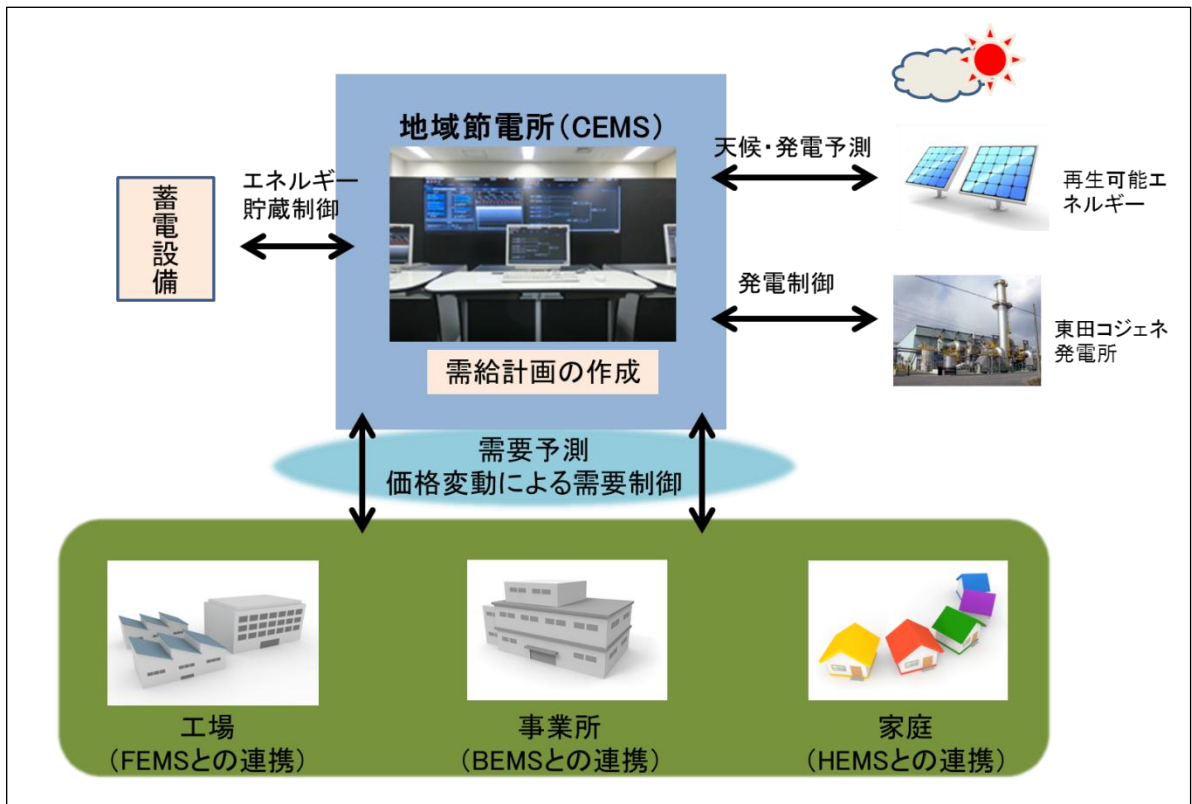 地域節電所(CEMS)
蓄電設備
エネルギー
貯蔵制御
天候・発電予測
再生可能エ
ネルギー
発電制御
東田コジェネ
発電所
需給計画の作成
需要予測
価格変動による需要制御
工場
(FEMSとの連携)
事業所
(BEMSとの連携)
家庭
(HEMSとの連携)